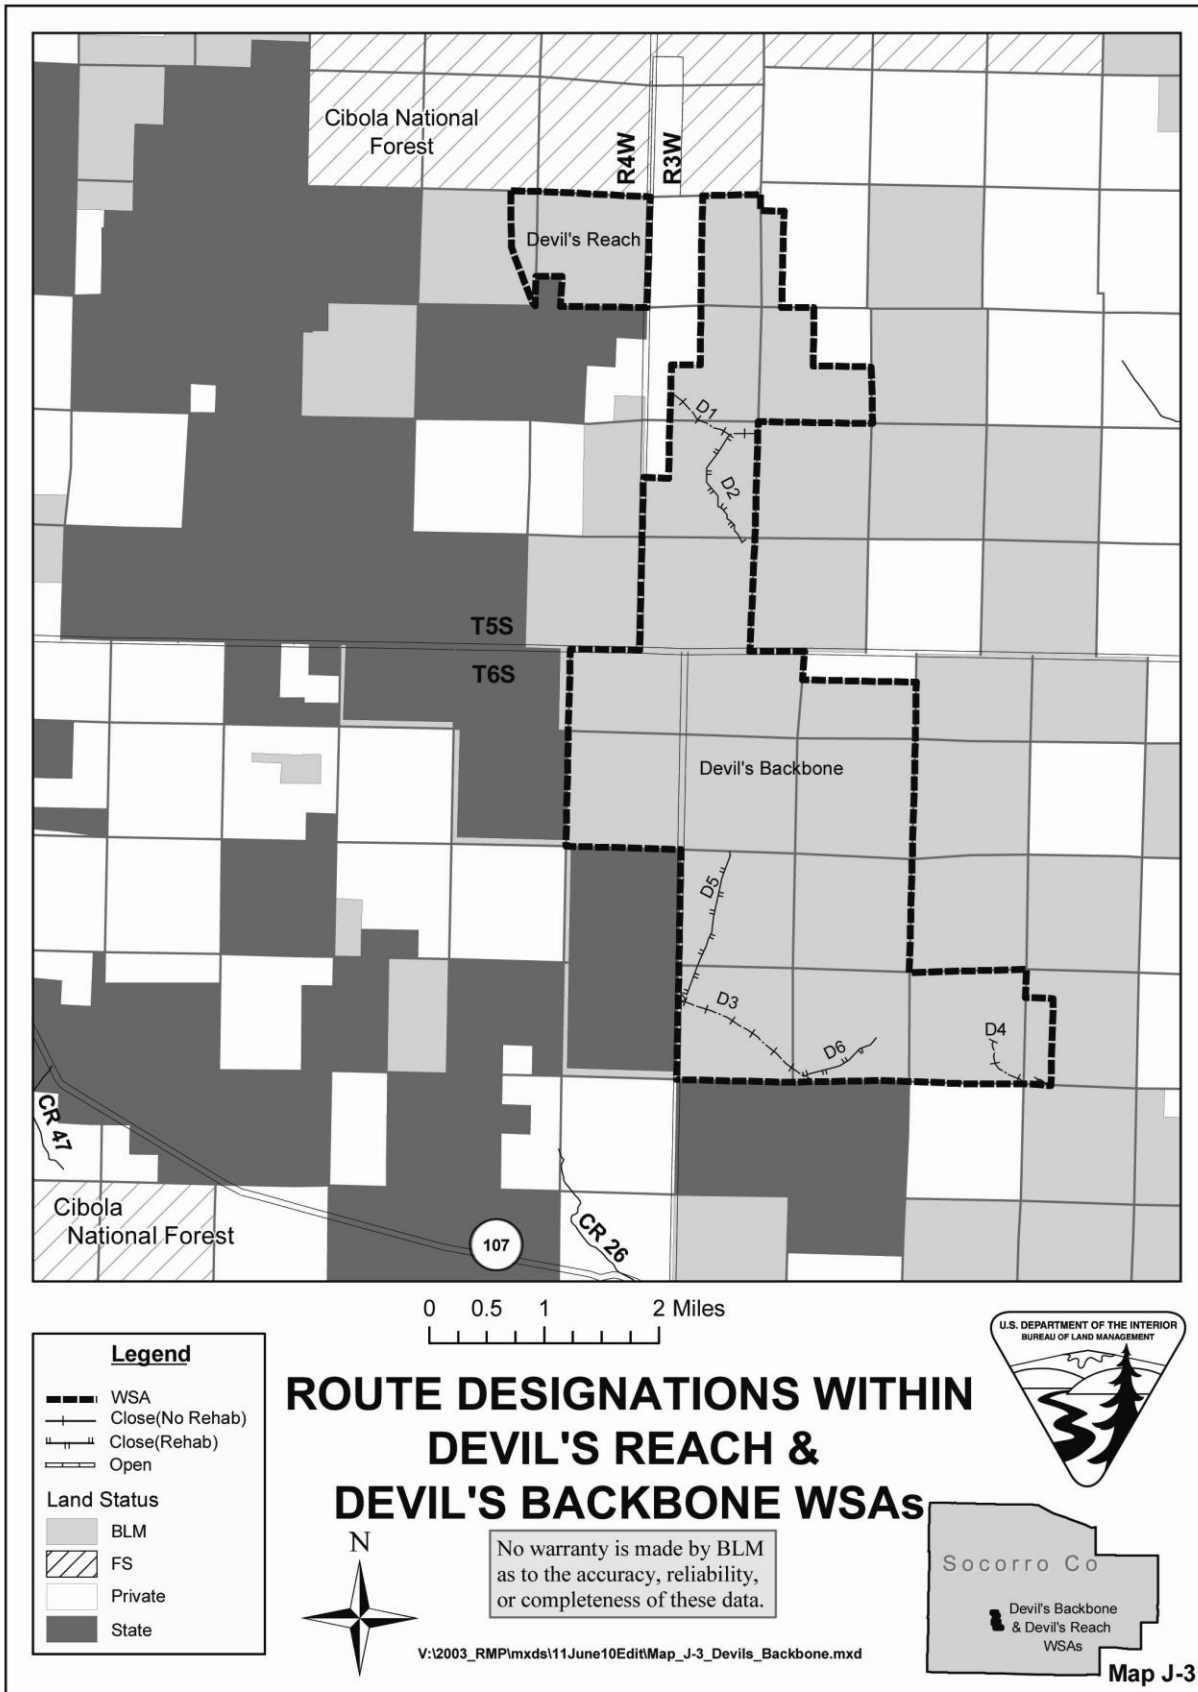 Cibola National
Forest
R4W
R3W
Devil's Reach
D1
D2
T5S
T6S
Devil's Backbone
D5
D3
D6
D4
CR 47
Cibola
National Forest
107
CR 26
0 0.5 1 2 Miles
Legend
WSA
Close(No Rehab)
Close(Rehab)
Open
Land Status
BLM
FS
Private
State
ROUTE DESIGNATIONS WITHIN
DEVIL'S REACH &
DEVIL'S BACKBONE WSAs
N
No warranty is made by BLM
as to the accuracy, reliability,
or completeness of these data.
V:\2003_RMP\mxds\11June10Edit\Map_J-3_Devils_Backbone.mxd
U.S. DEPARTMENT OF THE INTERIOR
BUREAU OF LAND MANAGEMENT
Socorro Co
Devil's Backbone
& Devil's Reach
WSAs
Map J-3